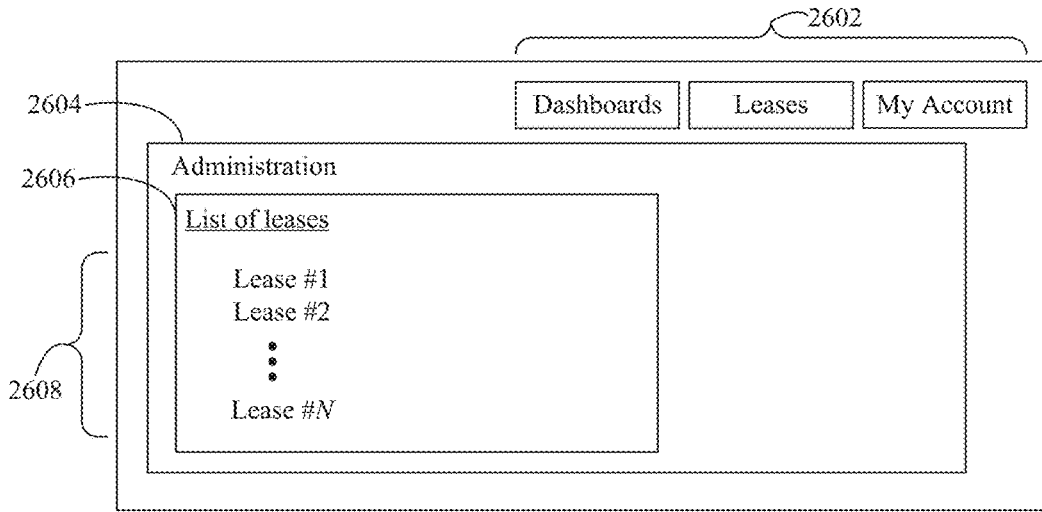 2602
Dashboards Leases My Account
2604
Administration
2606
List of leases
Lease #1
Lease #2
2608
Lease #N